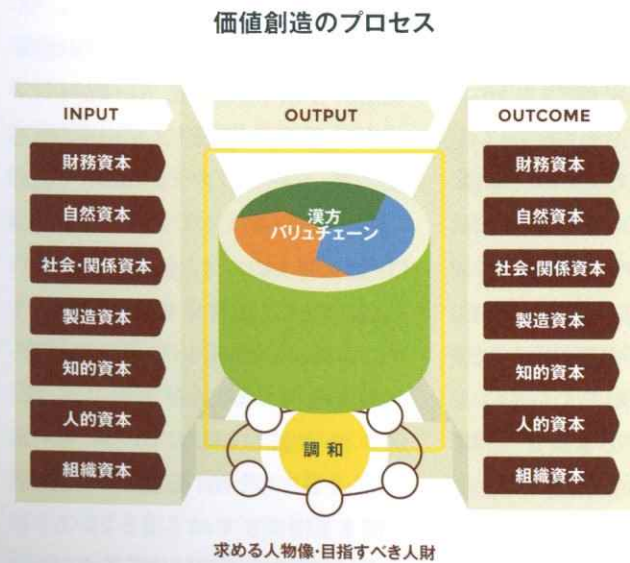 価値創造のプロセス
INPUT
OUTPUT
OUTCOME
財務資本
自然資本
社会・関係資本
製造資本
知的資本
人的資本
組織資本
漢方
バリュチェーン
調和
財務資本
自然資本
社会・関係資本
製造資本
知的資本
人的資本
組織資本
求める人物像・目指すべき人財